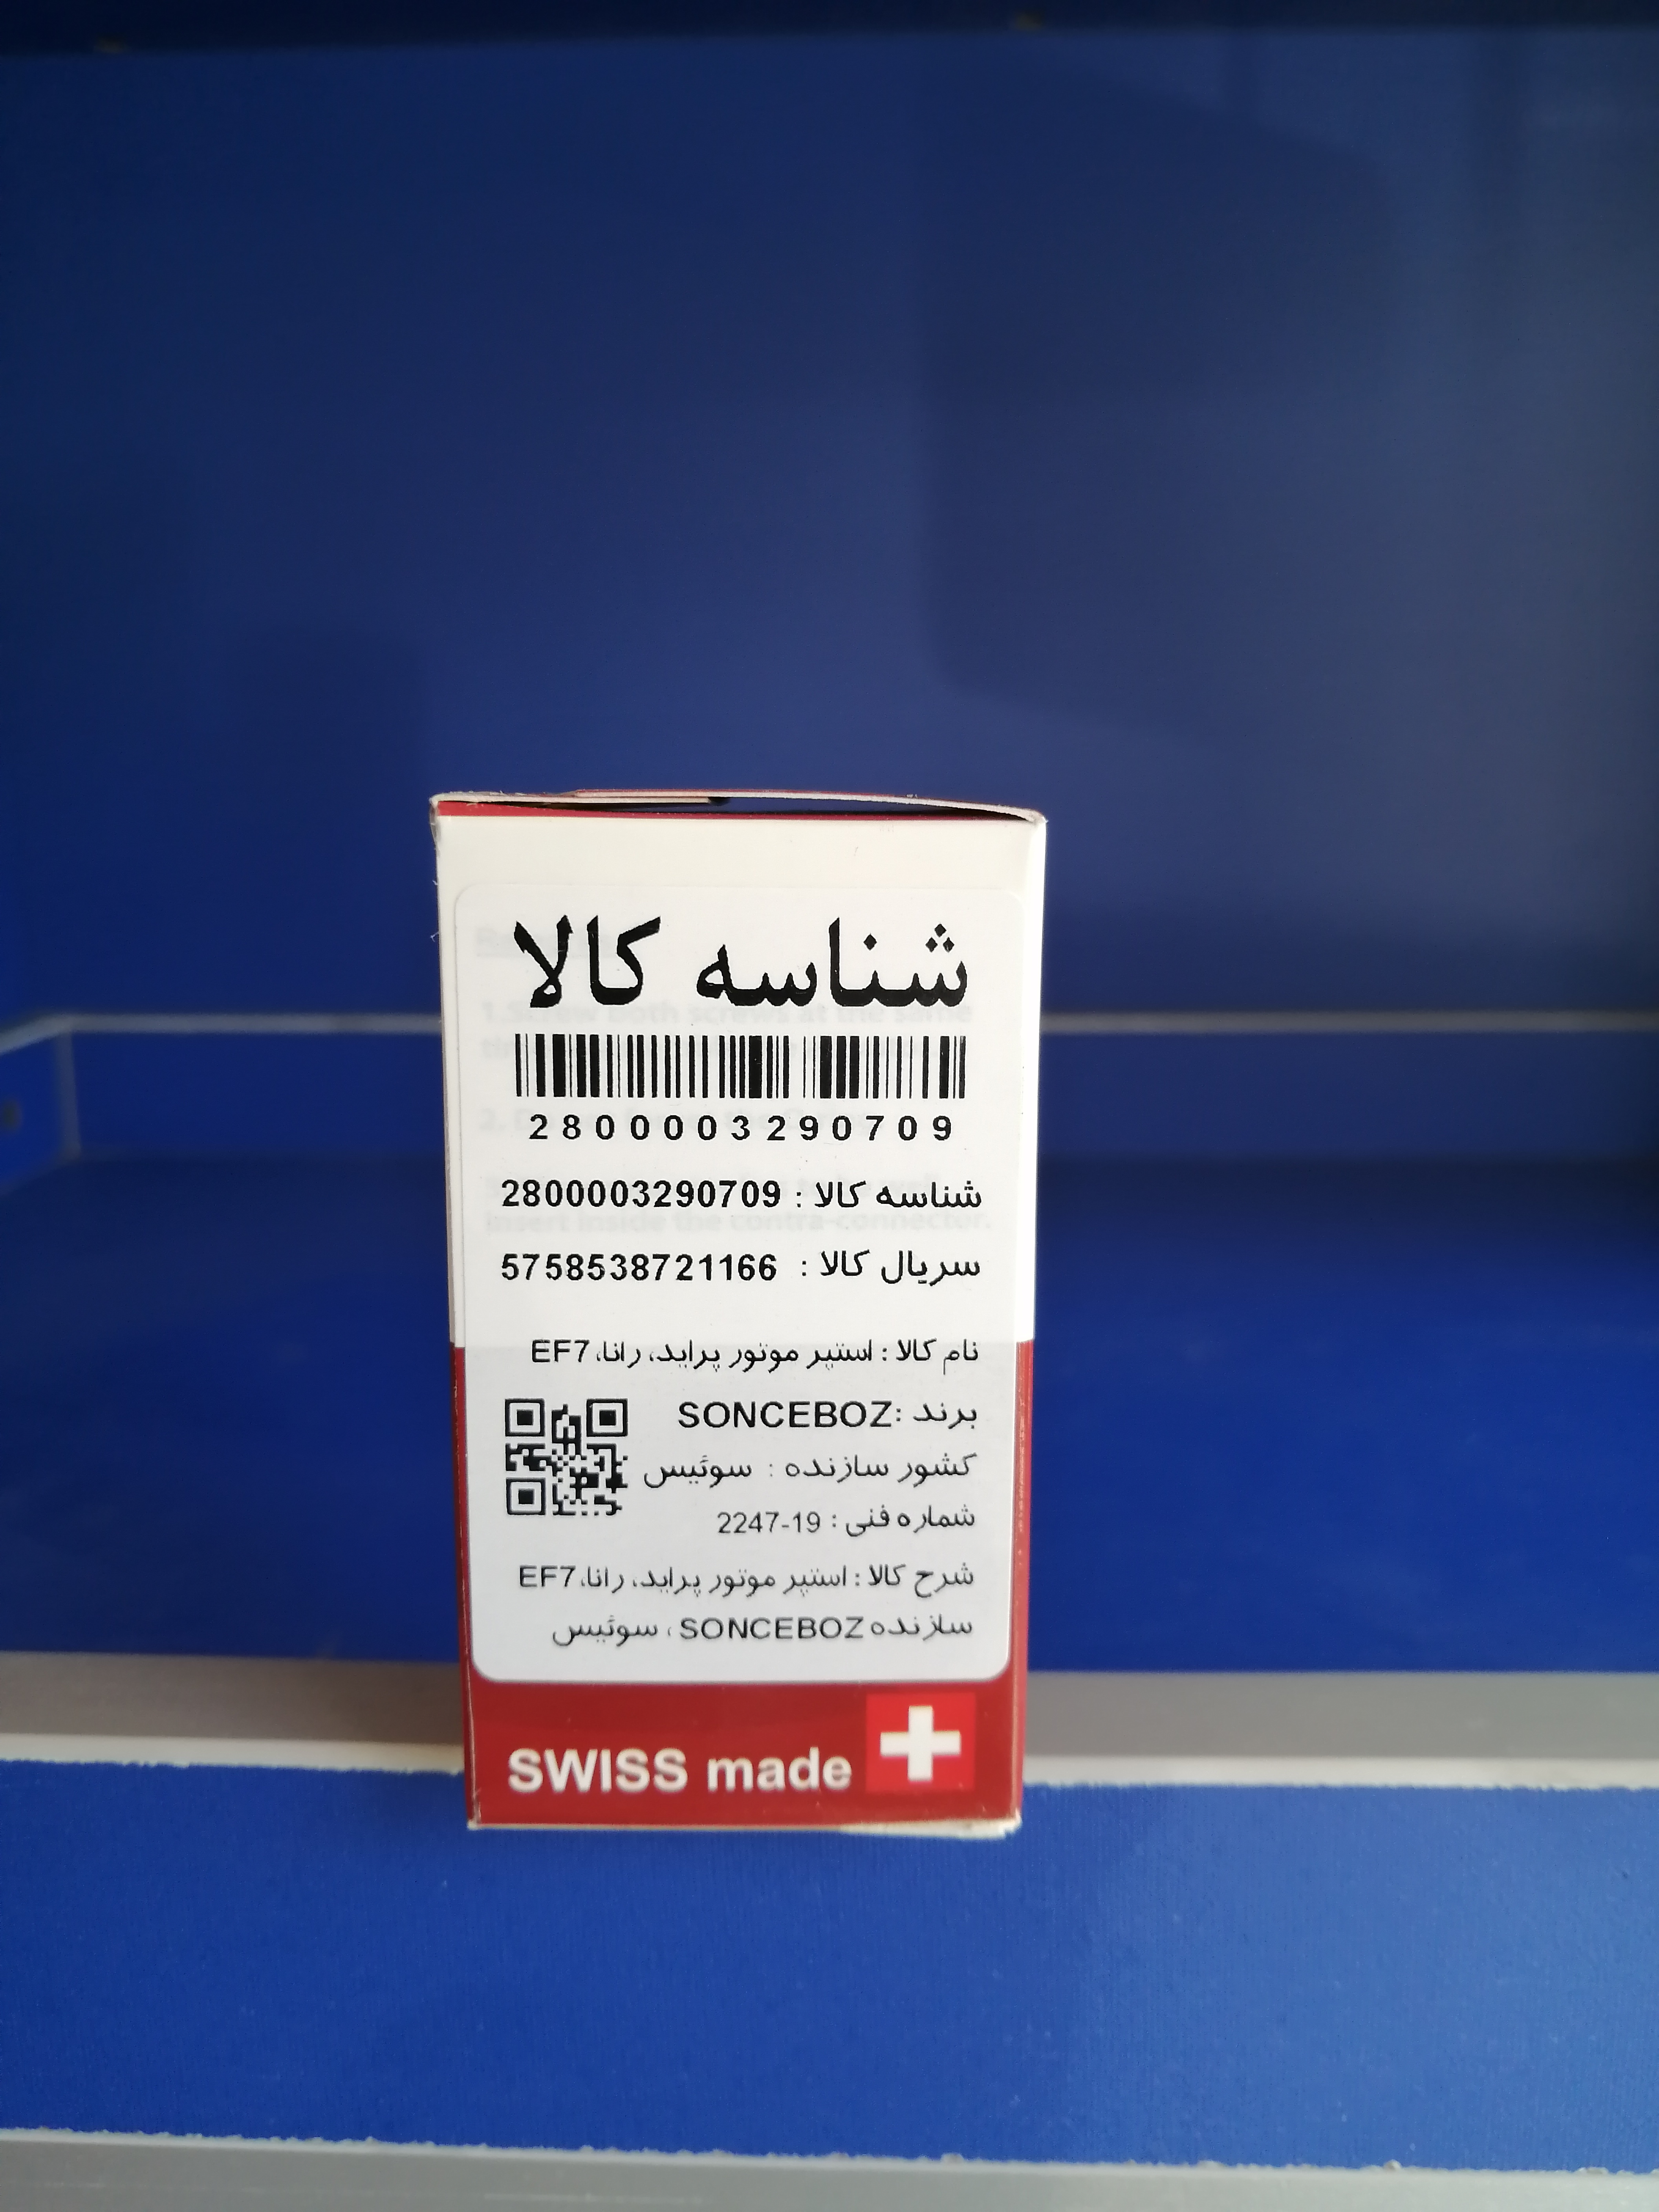 شناسه کالا
2800003290709
شناسه کالا : 2800003290709
سریال کالا : 5758538721166
نام کالا : استپر موتور پراید، رانا، EF7
برند :SONCEBOZ
کشور سازنده : سوئیس
شماره فنی : 19-2247
شرح کالا : استپر موتور پراید، رانا،EF7
سازنده SONCEBOZ ، سوئیس
SWISS made